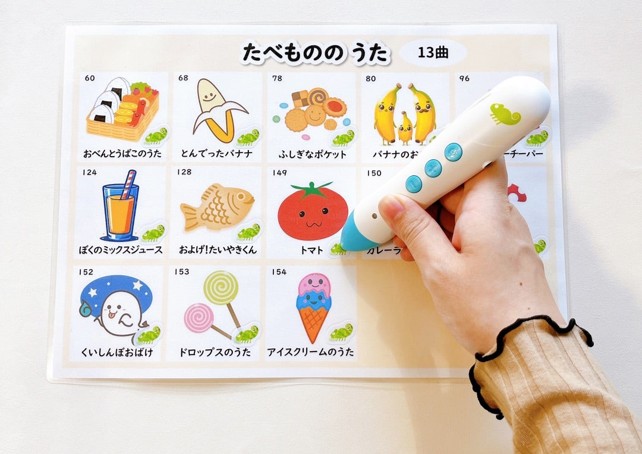 たべものの うた 13曲
60 68 78 80 96
おべんとうばこのうた とんでったバナナ ふしぎなポケット バナナのお ーチーバー
124 128 149 150
ぼくのミックスジュース およげ!たいやきくん トマト カレーラ
152 153 154
くいしんぼおばけ ドロップスのうた アイスクリームのうた